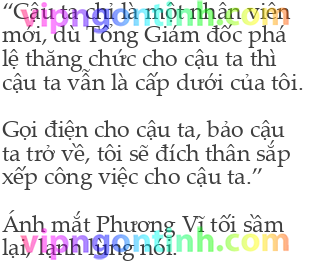 “Cậu ta chỉ là một nhân viên
mới, dù Tổng Giám đốc phá
lệ thăng chức cho cậu ta thì
cậu ta vẫn là cấp dưới của tôi.
Gọi điện cho cậu ta, bảo cậu
ta trở về, tôi sẽ đích thân sắp
xếp công việc cho cậu ta.”
Ánh mắt Phương Vĩ tối sầm
lại, lạnh lùng nói.
vipngontinh.com
vipngontinh.com
vipngontinh.com